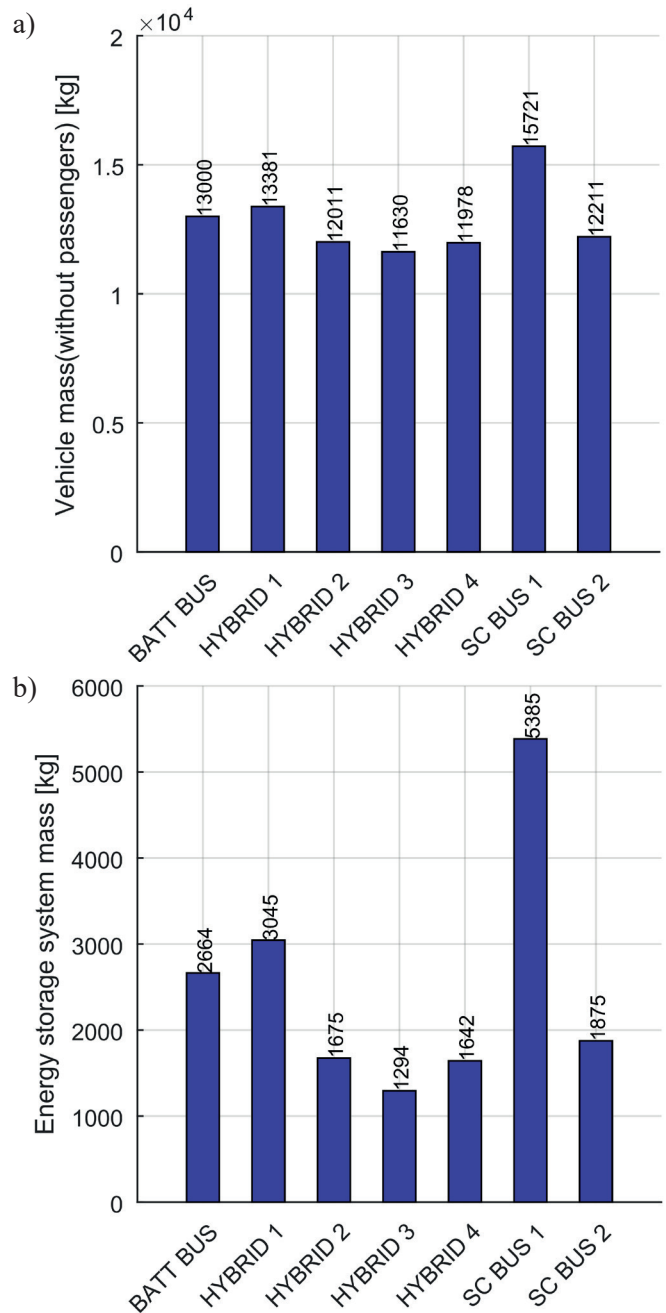 a)
×10⁴
Vehicle mass(without passengers) [kg]
2
1.5
1
0.5
0
13000
13381
12011
11630
11978
15721
12211
BATT BUS
HYBRID 1
HYBRID 2
HYBRID 3
HYBRID 4
SC BUS 1
SC BUS 2
b)
Energy storage system mass [kg]
6000
5000
4000
3000
2000
1000
0
2664
3045
1675
1294
1642
5385
1875
BATT BUS
HYBRID 1
HYBRID 2
HYBRID 3
HYBRID 4
SC BUS 1
SC BUS 2